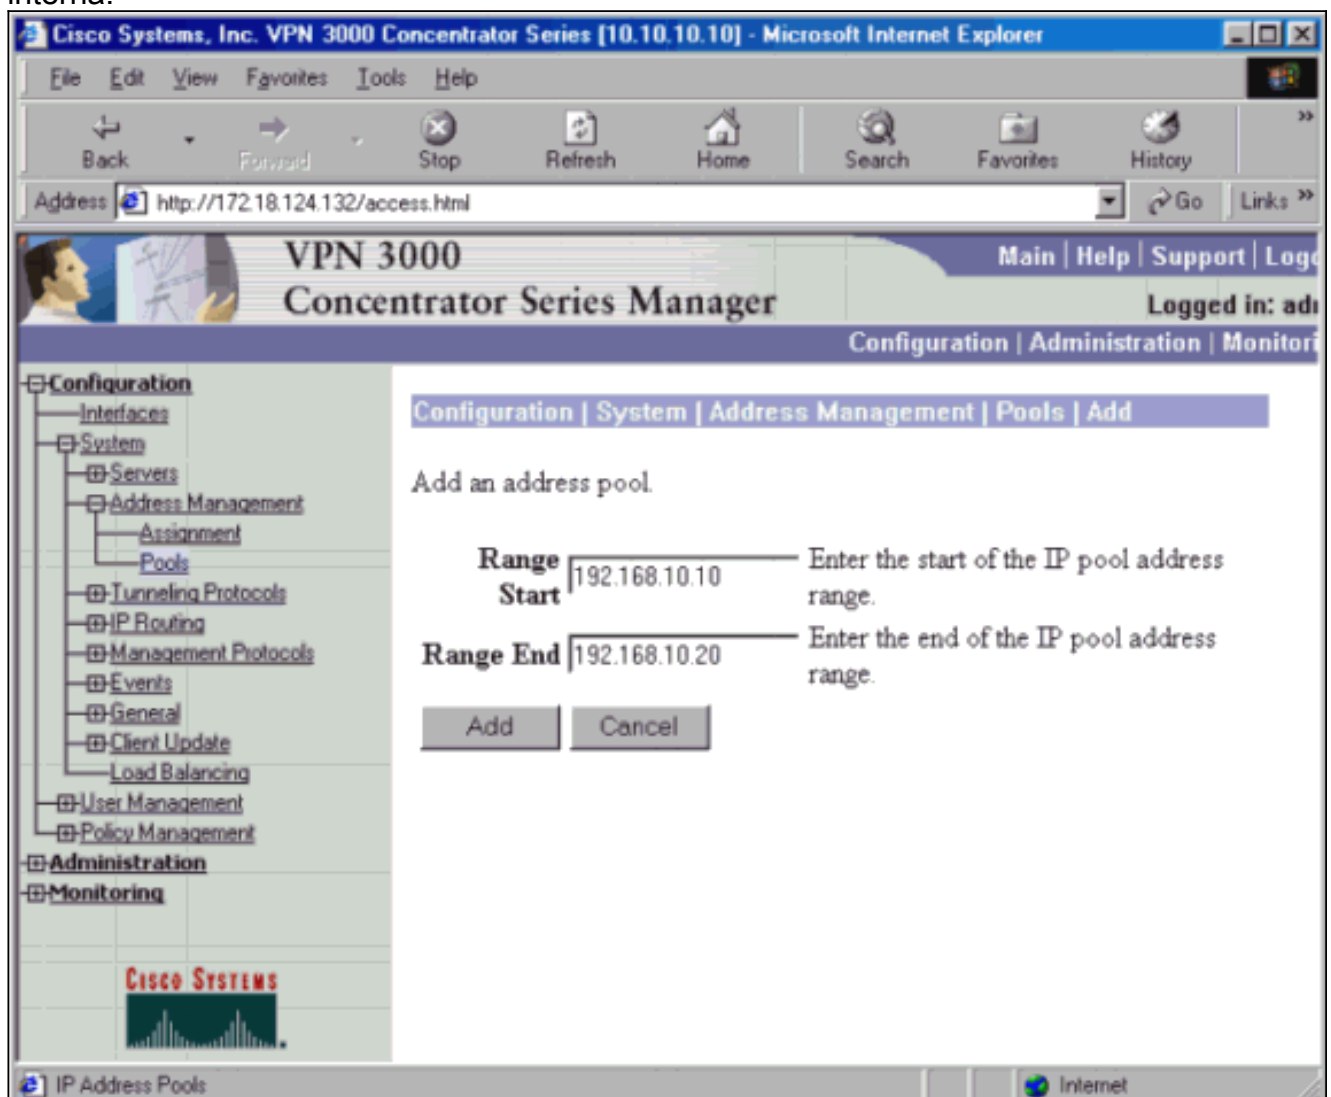 interna.
Cisco Systems, Inc. VPN 3000 Concentrator Series [10.10.10.10] - Microsoft Internet Explorer
File Edit View Favorites Tools Help
Back Forward Stop Refresh Home Search Favorites History »
Address http://172.18.124.132/access.html Go Links »
VPN 3000
Concentrator Series Manager
Main | Help | Support | Logo
Logged in: adm
Configuration | Administration | Monitori
Configuration
Interfaces
System
Servers
Address Management
Assignment
Pools
Tunneling Protocols
IP Routing
Management Protocols
Events
General
Client Update
Load Balancing
User Management
Policy Management
Administration
Monitoring
CISCO SYSTEMS
Configuration | System | Address Management | Pools | Add
Add an address pool.
Range Start 192.168.10.10 Enter the start of the IP pool address range.
Range End 192.168.10.20 Enter the end of the IP pool address range.
Add Cancel
IP Address Pools Internet